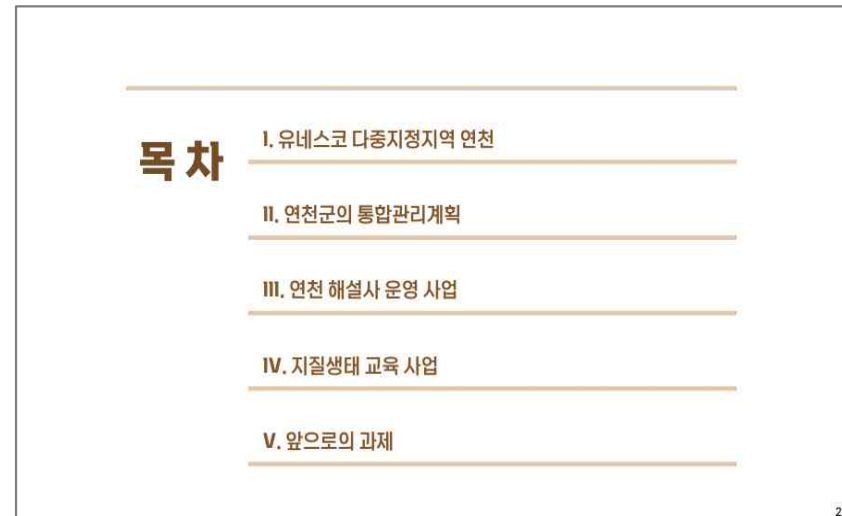 목 차
I. 유네스코 다중지정지역 연천
II. 연천군의 통합관리계획
III. 연천 해설사 운영 사업
IV. 지질생태 교육 사업
V. 앞으로의 과제
2